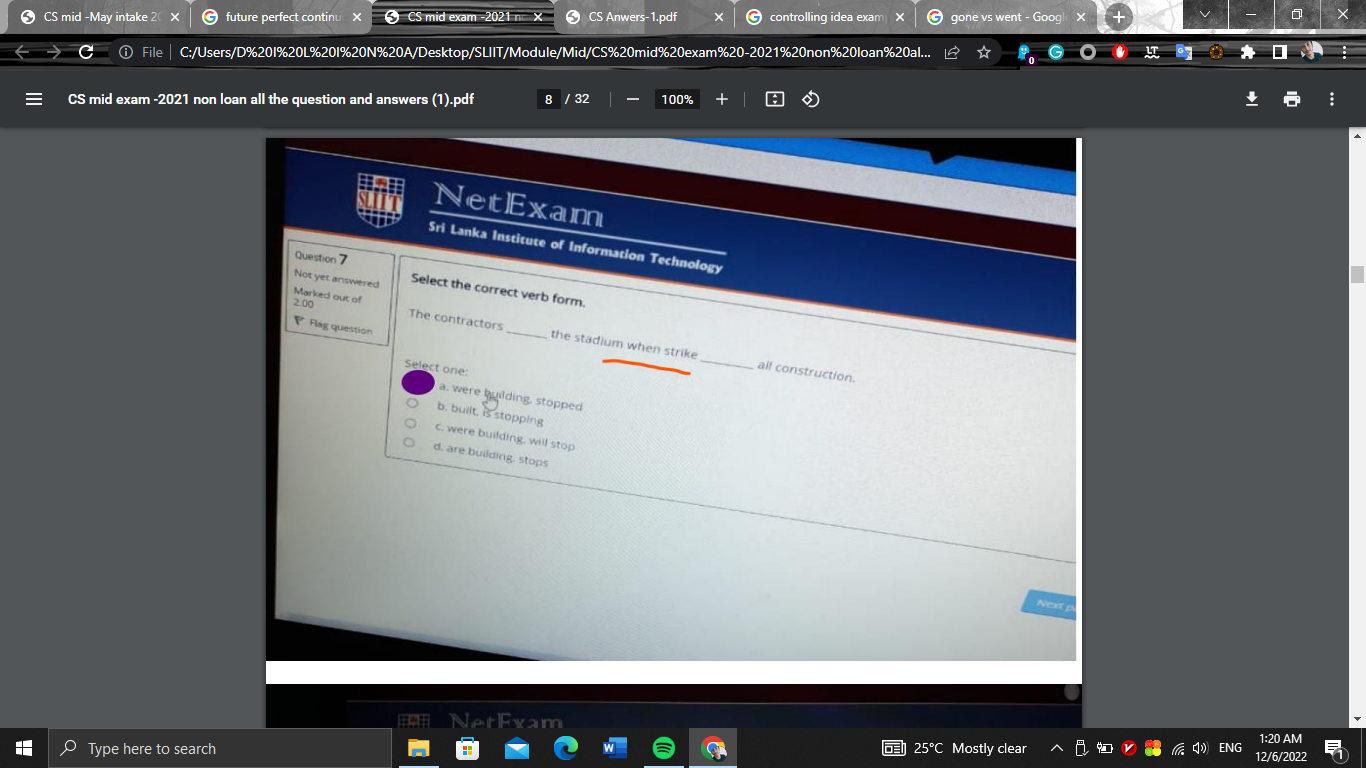 CS mid -May intake 20
future perfect continu
CS mid exam -2021 n
CS Anwers-1.pdf
controlling idea exam
gone vs went - Googl
File
C:/Users/D%20I%20L%20I%20N%20A/Desktop/SLIIT/Module/Mid/CS%20mid%20exam%20-2021%20non%20loan%20al...
0
CS mid exam -2021 non loan all the question and answers (1).pdf
8 / 32
100%
SLIIT
NetExam
Sri Lanka Institute of Information Technology
Question 7
Not yet answered
Marked out of
2.00
Flag question
Select the correct verb form.
The contractors ______ the stadium when strike ________ all construction.
Select one:
a. were building, stopped
b. built, is stopping
c. were building, will stop
d. are building, stops
Next p
NetExam
Type here to search
25°C Mostly clear
ENG
1:20 AM
12/6/2022
1